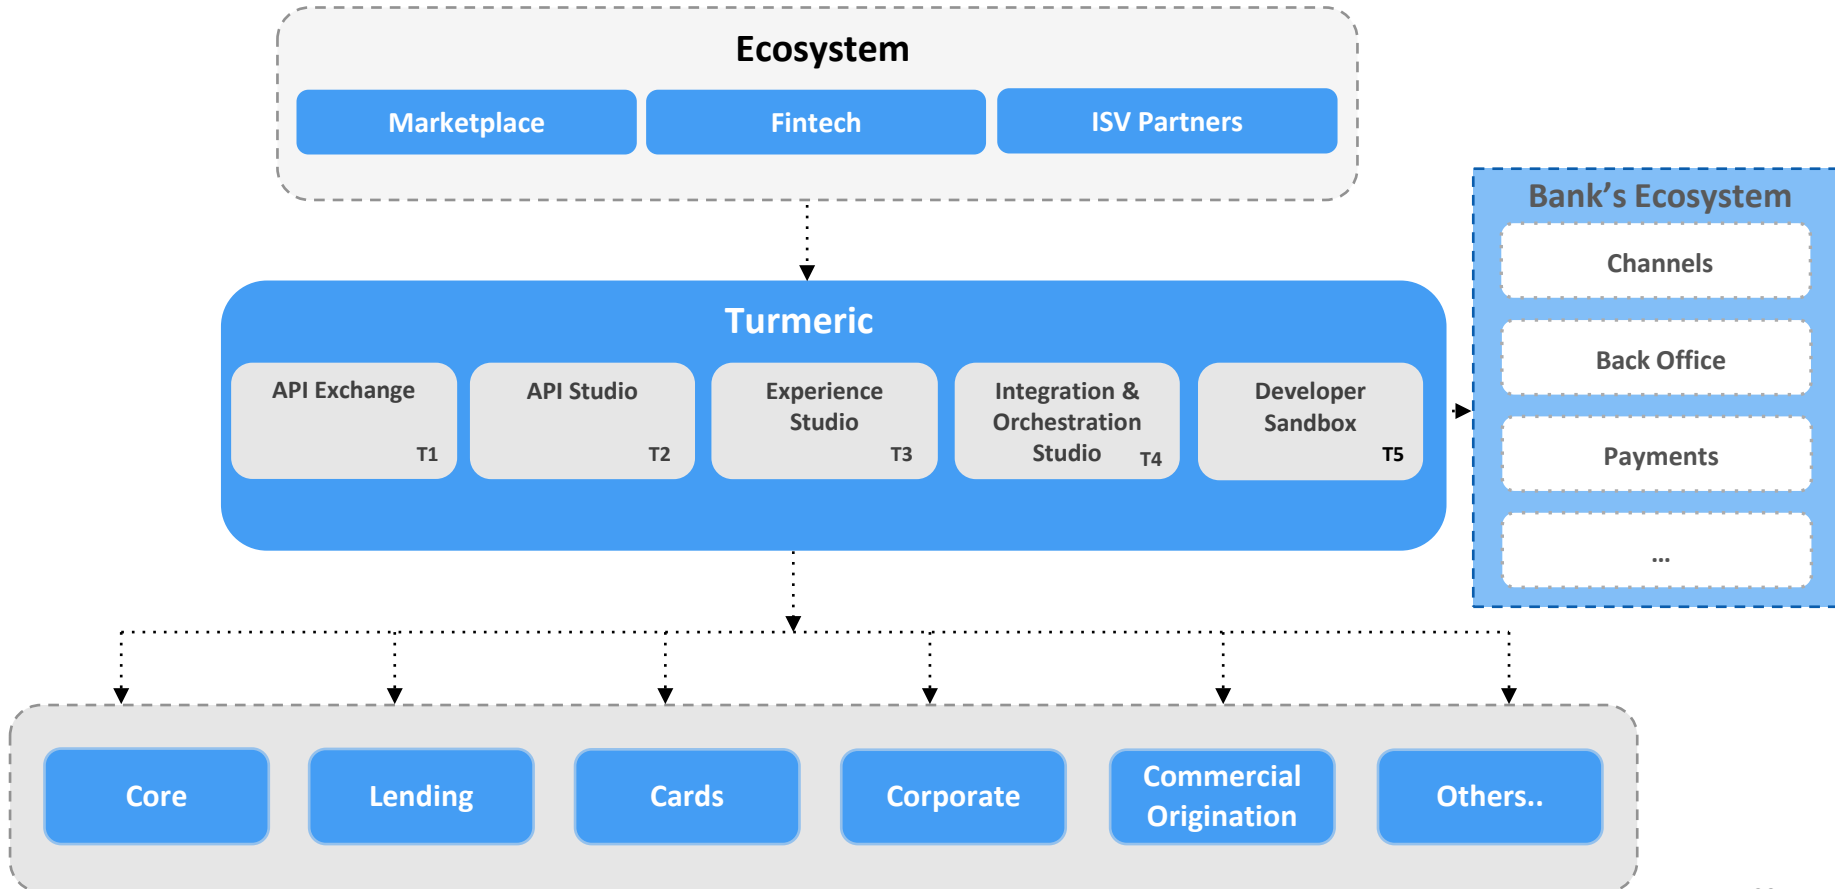 Ecosystem
Marketplace
Fintech
ISV Partners
Bank’s Ecosystem
Channels
Back Office
Payments
...
Turmeric
API Exchange
T1
API Studio
T2
Experience
Studio
T3
Integration &
Orchestration
Studio
T4
Developer
Sandbox
T5
Core
Lending
Cards
Corporate
Commercial
Origination
Others..